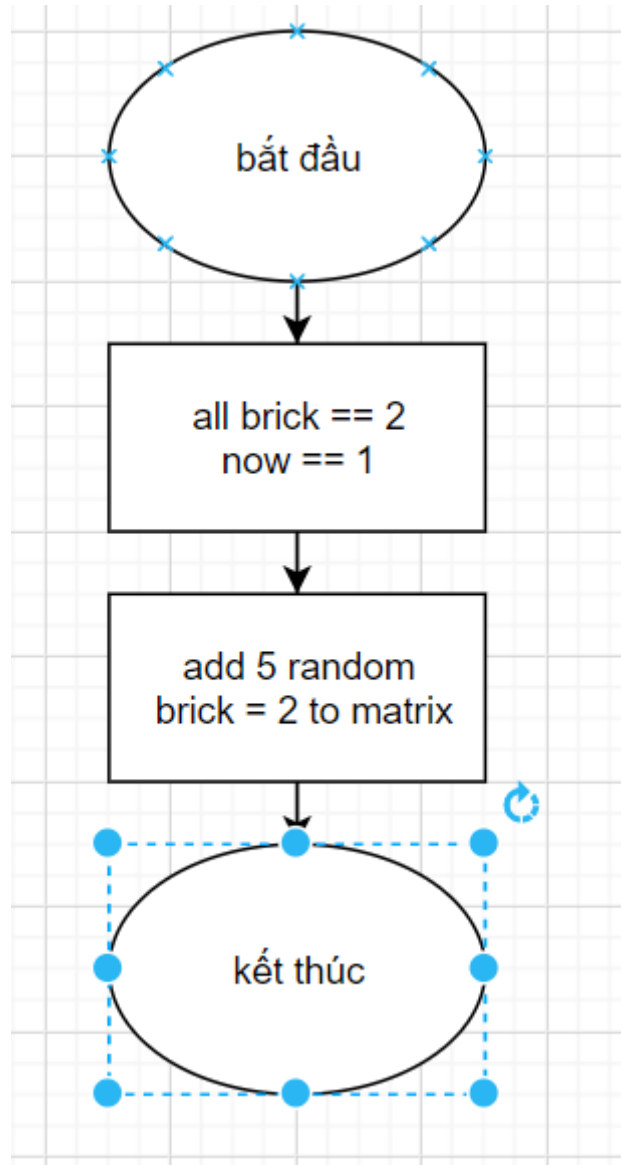 bắt đầu
all brick == 2
now == 1
add 5 random
brick = 2 to matrix
kết thúc